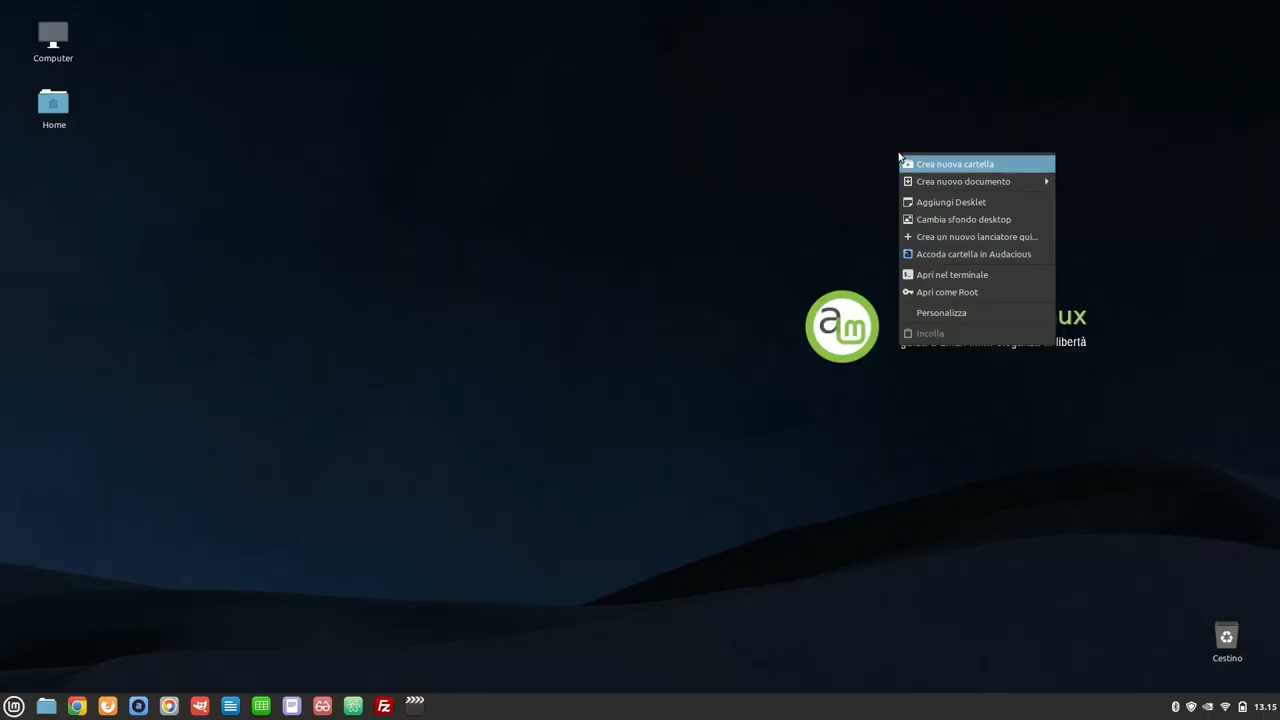 Computer
Home
Crea nuova cartella
Crea nuovo documento
Aggiungi Desklet
Cambia sfondo desktop
Crea un nuovo lanciatore qui...
Accoda cartella in Audacious
Apri nel terminale
Apri come Root
Personalizza
Incolla
am
ux
libertà
Cestino
13.15